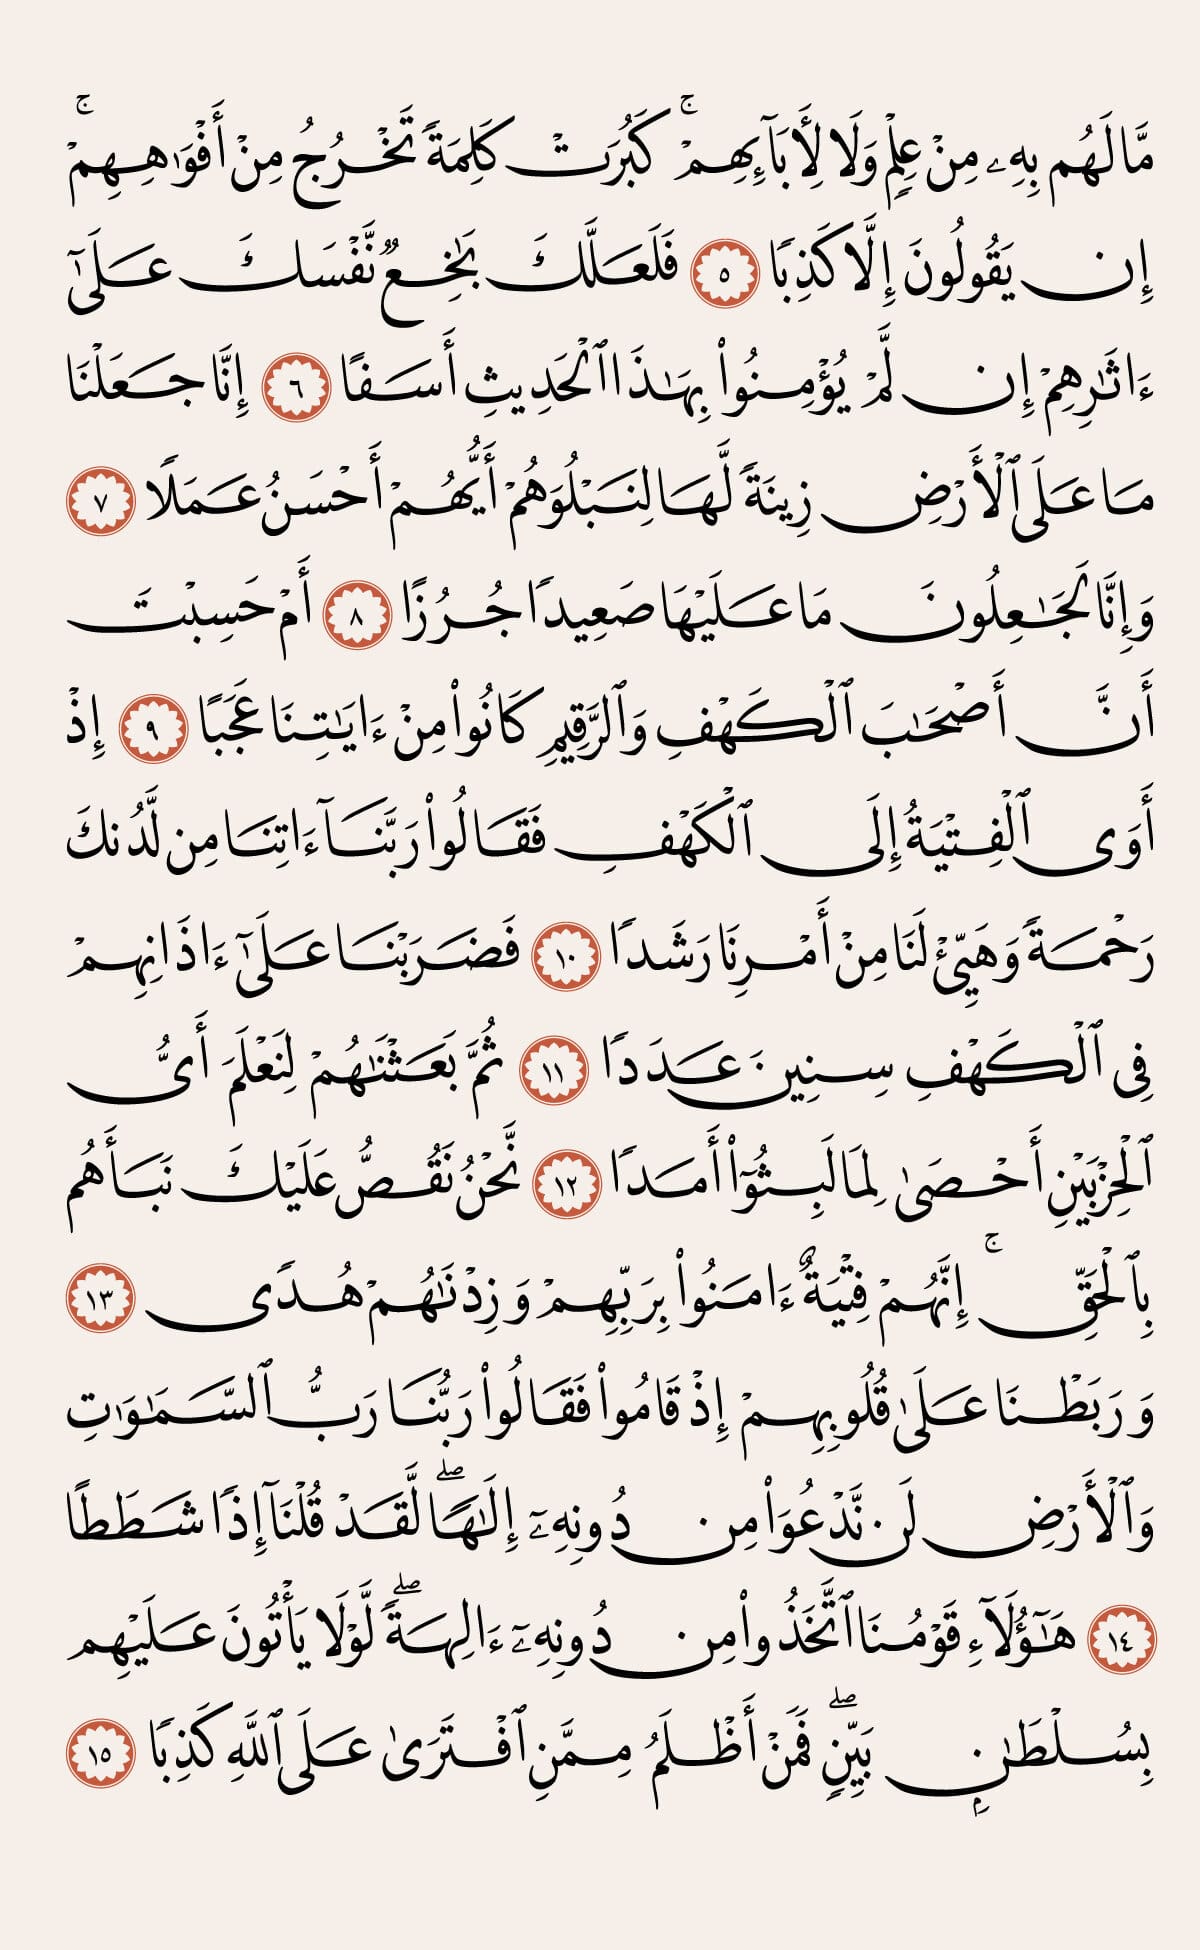 مَّا لَهُم بِهِۦ مِنْ عِلْمٍ وَلَا لِأَبَآئِهِمْ ۚ كَبُرَتْ كَلِمَةً تَخْرُجُ مِنْ أَفْوَٰهِهِمْ ۚ
إِن يَقُولُونَ إِلَّا كَذِبًا ٥ فَلَعَلَّكَ بَٰخِعٌ نَّفْسَكَ عَلَىٰٓ
ءَاثَٰرِهِمْ إِن لَّمْ يُؤْمِنُوا۟ بِهَٰذَا ٱلْحَدِيثِ أَسَفًا ٦ إِنَّا جَعَلْنَا
مَا عَلَى ٱلْأَرْضِ زِينَةً لَّهَا لِنَبْلُوَهُمْ أَيُّهُمْ أَحْسَنُ عَمَلًا ٧
وَإِنَّا لَجَٰعِلُونَ مَا عَلَيْهَا صَعِيدًا جُرُزًا ٨ أَمْ حَسِبْتَ
أَنَّ أَصْحَٰبَ ٱلْكَهْفِ وَٱلرَّقِيمِ كَانُوا۟ مِنْ ءَايَٰتِنَا عَجَبًا ٩ إِذْ
أَوَى ٱلْفِتْيَةُ إِلَى ٱلْكَهْفِ فَقَالُوا۟ رَبَّنَآ ءَاتِنَا مِن لَّدُنكَ
رَحْمَةً وَهَيِّئْ لَنَا مِنْ أَمْرِنَا رَشَدًا ١٠ فَضَرَبْنَا عَلَىٰٓ ءَاذَانِهِمْ
فِى ٱلْكَهْفِ سِنِينَ عَدَدًا ١١ ثُمَّ بَعَثْنَٰهُمْ لِنَعْلَمَ أَىُّ
ٱلْحِزْبَيْنِ أَحْصَىٰ لِمَا لَبِثُوٓا۟ أَمَدًا ١٢ نَّحْنُ نَقُصُّ عَلَيْكَ نَبَأَهُم
بِٱلْحَقِّ ۚ إِنَّهُمْ فِتْيَةٌ ءَامَنُوا۟ بِرَبِّهِمْ وَزِدْنَٰهُمْ هُدًى ١٣
وَرَبَطْنَا عَلَىٰ قُلُوبِهِمْ إِذْ قَامُوا۟ فَقَالُوا۟ رَبُّنَا رَبُّ ٱلسَّمَٰوَٰتِ
وَٱلْأَرْضِ لَن نَّدْعُوَا۟ مِن دُونِهِۦٓ إِلَٰهًا ۖ لَّقَدْ قُلْنَآ إِذًا شَطَطًا
١٤ هَٰٓؤُلَآءِ قَوْمُنَا ٱتَّخَذُوا۟ مِن دُونِهِۦٓ ءَالِهَةً ۖ لَّوْلَا يَأْتُونَ عَلَيْهِم
بِسُلْطَٰنٍۭ بَيِّنٍ ۖ فَمَنْ أَظْلَمُ مِمَّنِ ٱفْتَرَىٰ عَلَى ٱللَّهِ كَذِبًا ١٥